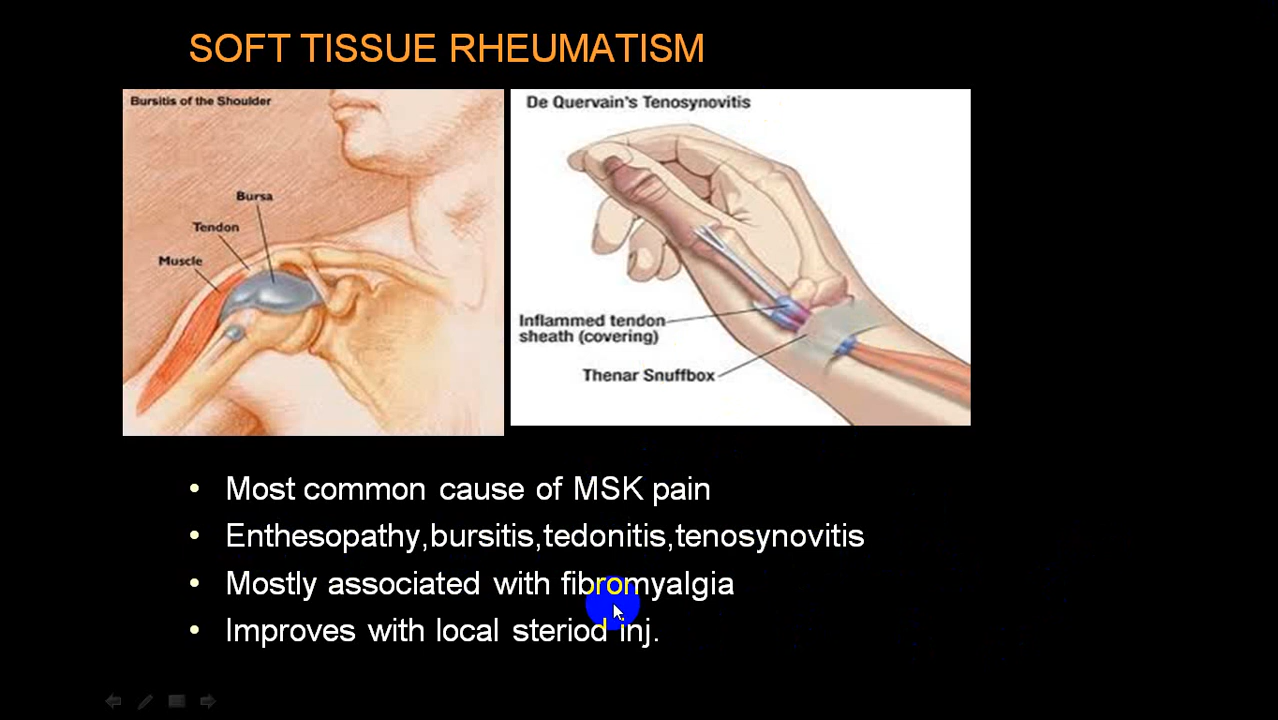 SOFT TISSUE RHEUMATISM
Bursitis of the Shoulder
Bursa
Tendon
Muscle
De Quervain's Tenosynovitis
Inflammed tendon
sheath (covering)
Thenar Snuffbox
• Most common cause of MSK pain
• Enthesopathy,bursitis,tedonitis,tenosynovitis
• Mostly associated with fibromyalgia
• Improves with local steriod inj.